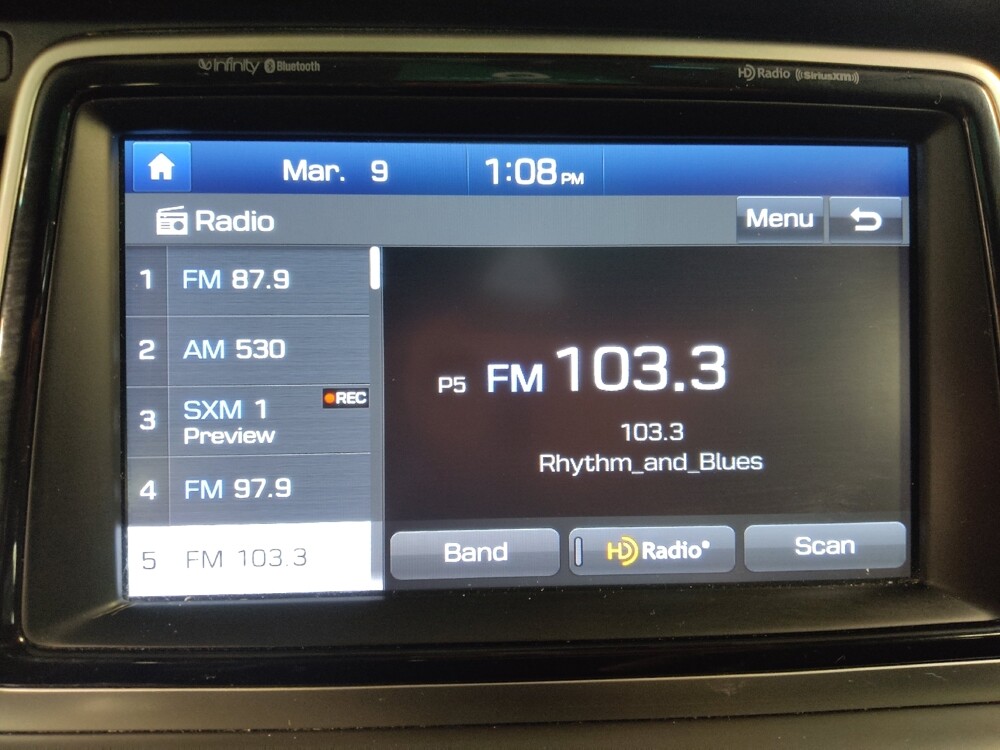 infinity Bluetooth HD Radio ((SiriusXM))
Mar. 9 1:08 PM
Radio Menu
1 FM 87.9
2 AM 530
3 SXM 1 REC
Preview
4 FM 97.9
5 FM 103.3
P5 FM 103.3
103.3
Rhythm_and_Blues
Band HD Radio® Scan